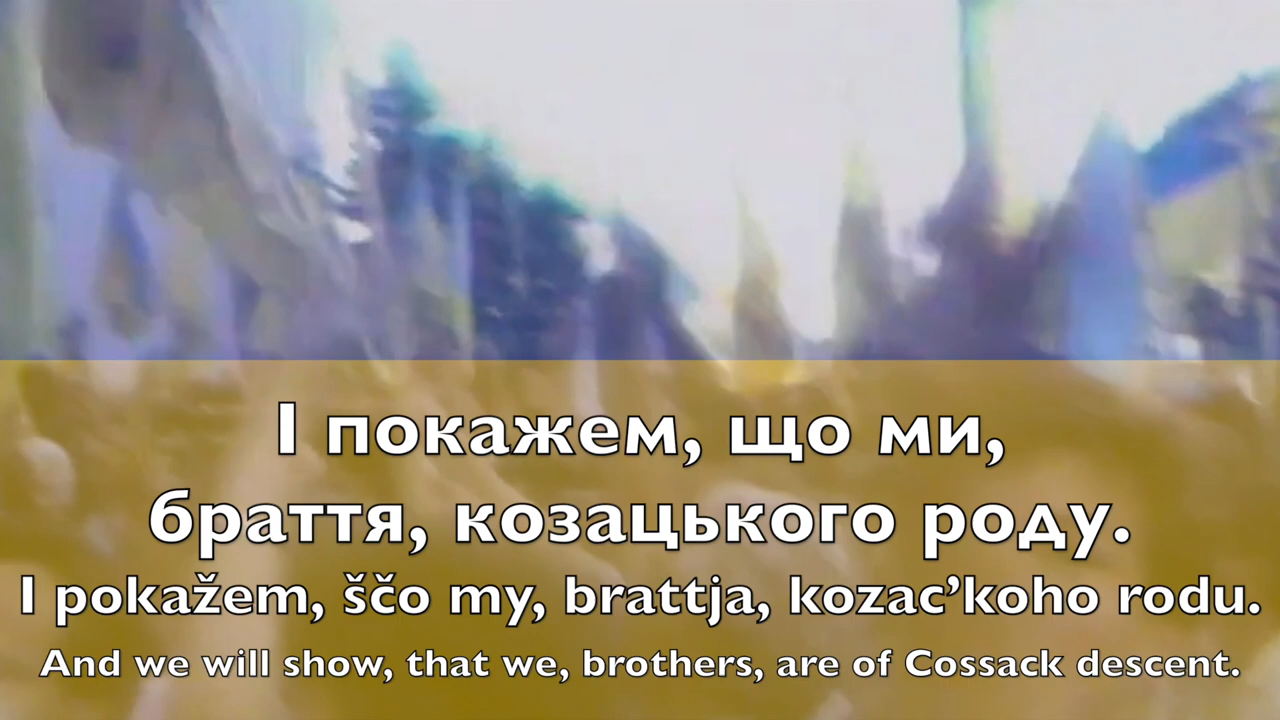 І покажем, що ми,
браття, козацького роду.
I pokažem, ščo my, brattja, kozac’koho rodu.
And we will show, that we, brothers, are of Cossack descent.